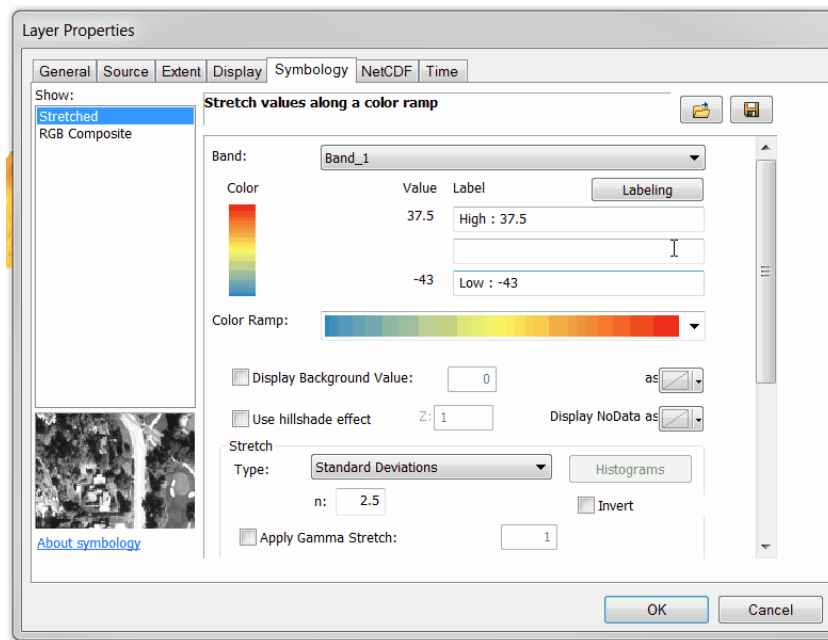 Layer Properties
General Source Extent Display Symbology NetCDF Time
Show:
Stretched
RGB Composite
About symbology
Stretch values along a color ramp
Band: Band_1
Color Value Label Labeling
37.5 High : 37.5
-43 Low : -43
Color Ramp:
Display Background Value: 0 as
Use hillshade effect Z: 1 Display NoData as
Stretch
Type: Standard Deviations Histograms
n: 2.5 Invert
Apply Gamma Stretch: 1
OK Cancel